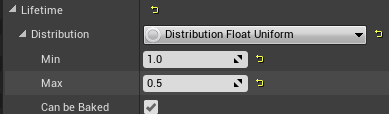 Lifetime
Distribution Distribution Float Uniform
Min 1.0
Max 0.5
Can be Baked